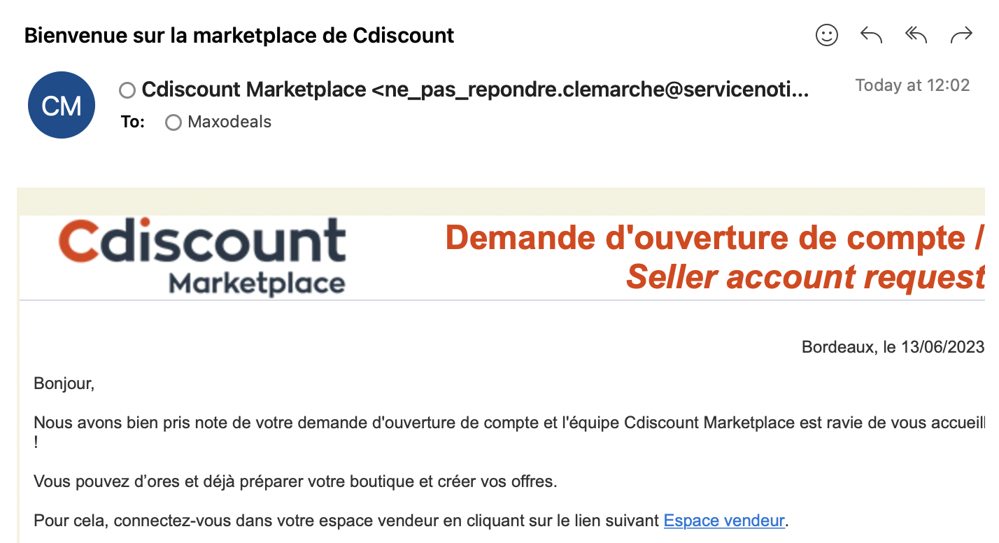 Bienvenue sur la marketplace de Cdiscount
CM
Cdiscount Marketplace <ne_pas_repondre.clemarche@servicenoti...
Today at 12:02
To: Maxodeals
Cdiscount
Marketplace
Demande d'ouverture de compte /
Seller account request
Bordeaux, le 13/06/2023
Bonjour,
Nous avons bien pris note de votre demande d'ouverture de compte et l'équipe Cdiscount Marketplace est ravie de vous accueill
!
Vous pouvez d’ores et déjà préparer votre boutique et créer vos offres.
Pour cela, connectez-vous dans votre espace vendeur en cliquant sur le lien suivant Espace vendeur.